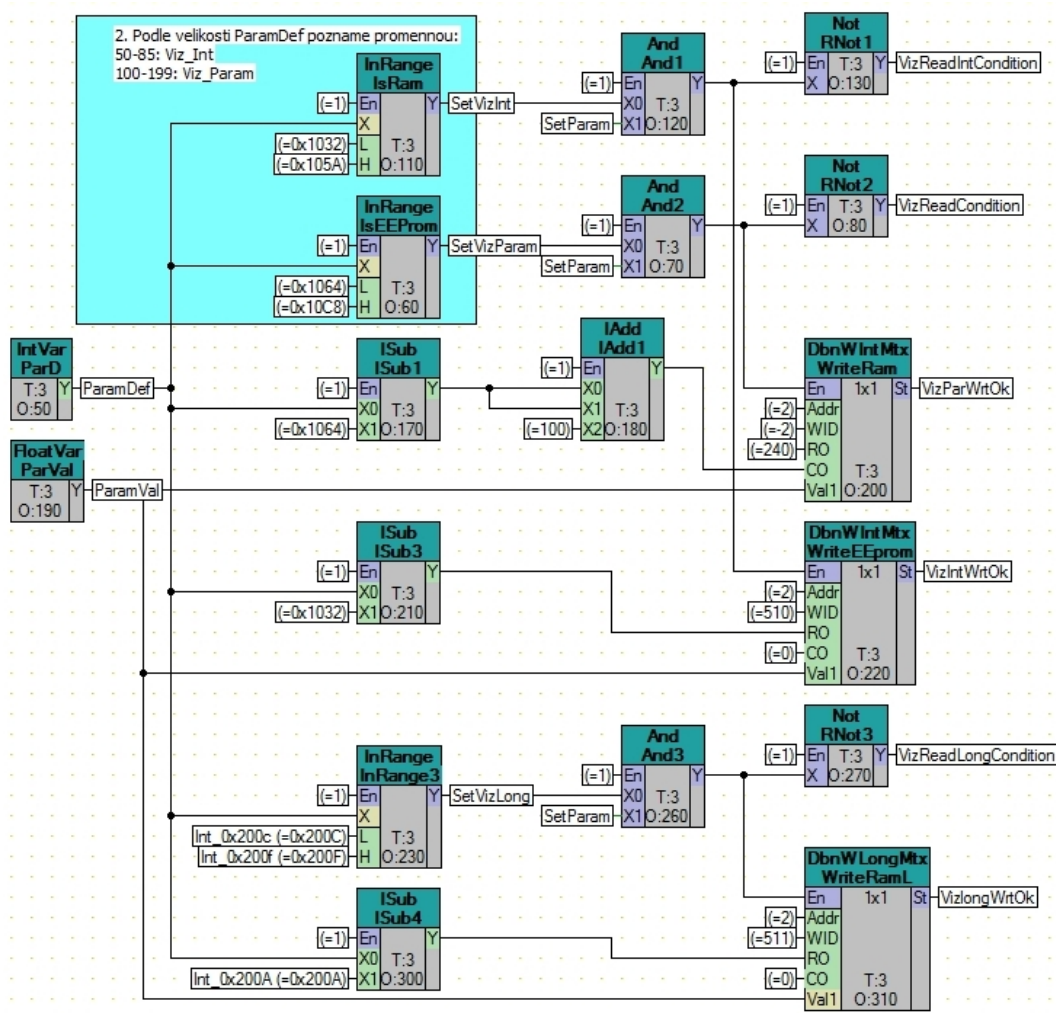 2. Podle velikosti ParamDef pozname promennou:
50-85: Viz_Int
100-199: Viz_Param
InRange
IsRam
(=1) En Y SetVizInt
X
(=0x1032) L T:3
(=0x105A) H O:110
And
And1
(=1) En Y
X0 T:3
SetParam X1 O:120
Not
RNot1
(=1) En T:3 Y VizReadIntCondition
X O:130
InRange
IsEEProm
(=1) En Y SetVizParam
X
(=0x1064) L T:3
(=0x10C8) H O:60
And
And2
(=1) En Y
X0 T:3
SetParam X1 O:70
Not
RNot2
(=1) En T:3 Y VizReadCondition
X O:80
IntVar
ParD
T:3 Y ParamDef
O:50
ISub
ISub1
(=1) En Y
X0 T:3
(=0x1064) X1 O:170
IAdd
IAdd1
(=1) En Y
X0
X1 T:3
(=100) X2 O:180
DbnWIntMtx
WriteRam
En 1x1 St VizParWrtOk
(=2) Addr
(=-2) WID
(=240) RO
CO T:3
Val1 O:200
FloatVar
ParVal
T:3 Y ParamVal
O:190
ISub
ISub3
(=1) En Y
X0 T:3
(=0x1032) X1 O:210
DbnWIntMtx
WriteEEprom
En 1x1 St VizIntWrtOk
(=2) Addr
(=510) WID
RO
(=0) CO T:3
Val1 O:220
InRange
InRange3
(=1) En Y SetVizLong
X
Int_0x200c (=0x200C) L T:3
Int_0x200f (=0x200F) H O:230
And
And3
(=1) En Y
X0 T:3
SetParam X1 O:260
Not
RNot3
(=1) En T:3 Y VizReadLongCondition
X O:270
ISub
ISub4
(=1) En Y
X0 T:3
Int_0x200A (=0x200A) X1 O:300
DbnWLongMtx
WriteRamL
En 1x1 St VizlongWrtOk
(=2) Addr
(=511) WID
RO
(=0) CO T:3
Val1 O:310